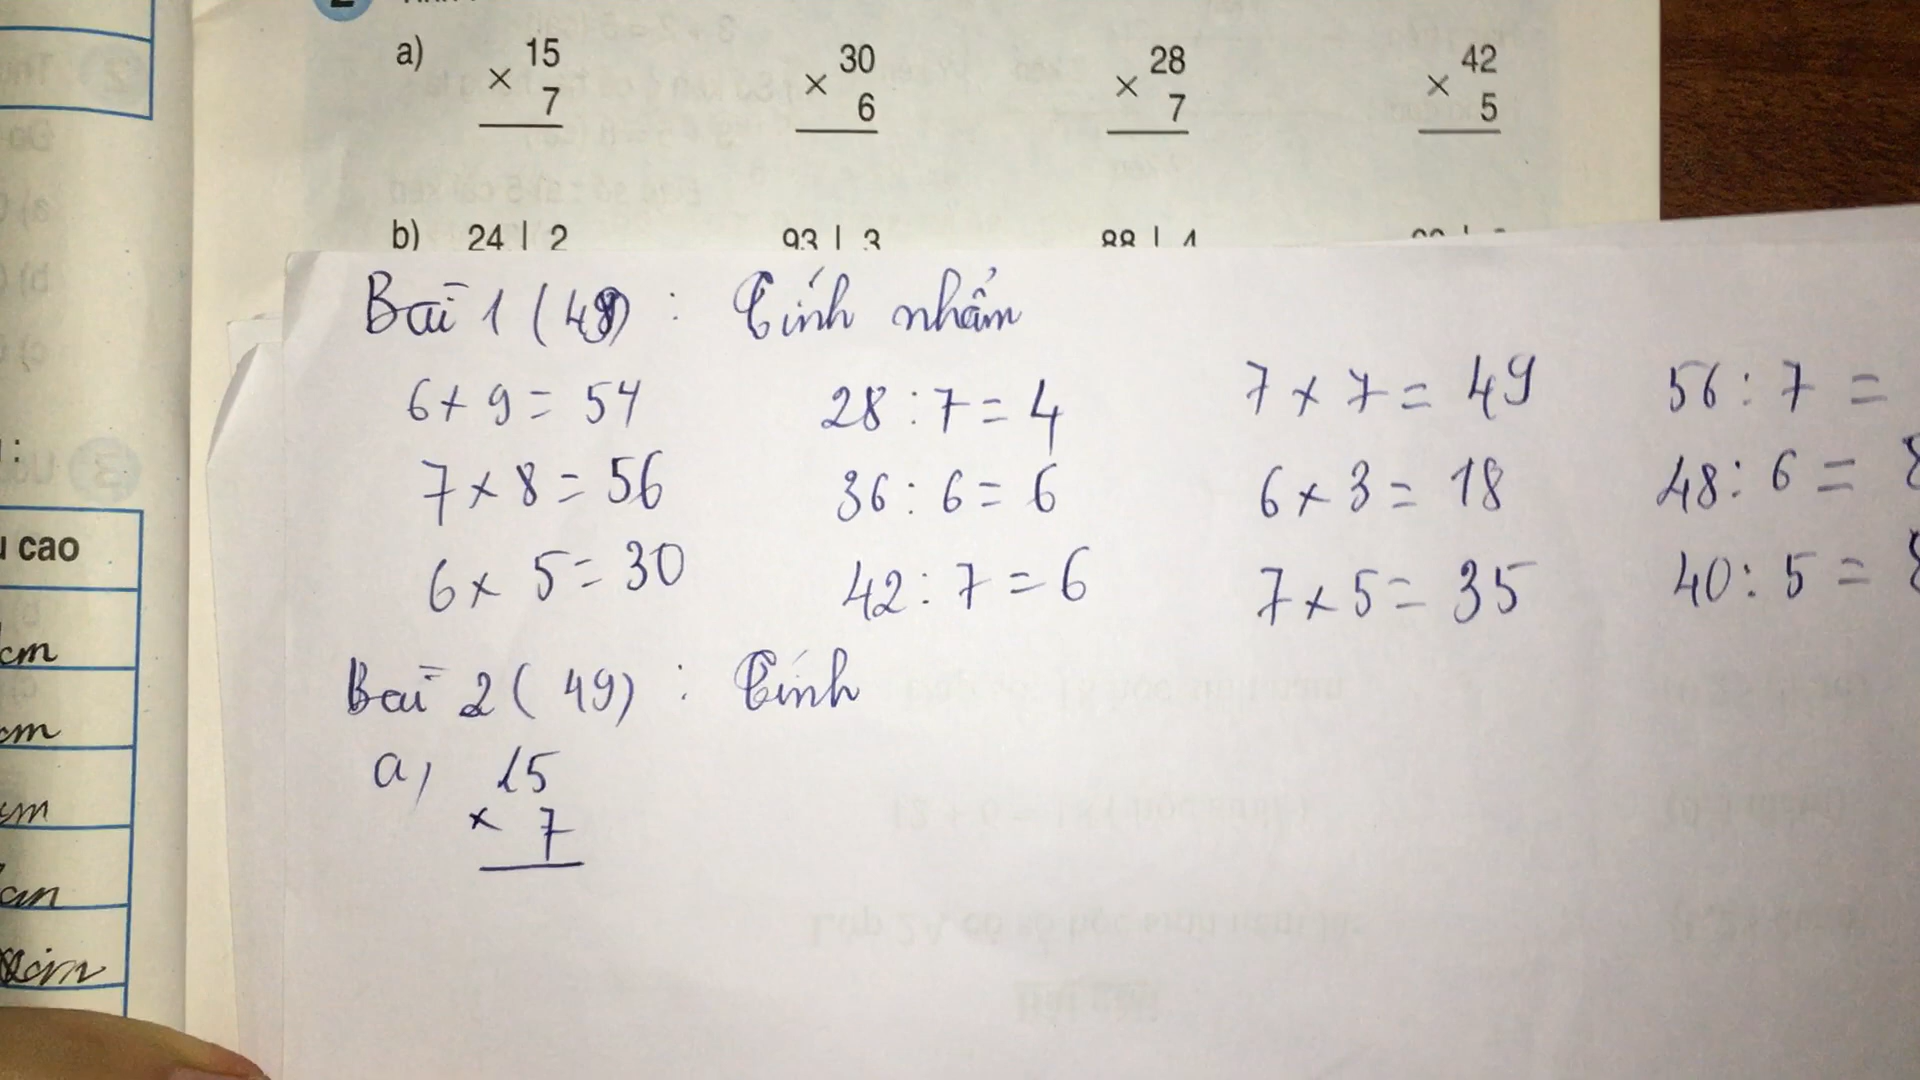 a) 15 30 28 42
× 7 × 6 × 7 × 5
b) 24 2 93 3 88
Bài 1 (49) : Tính nhẩm
6 × 9 = 54 28 : 7 = 4 7 × 7 = 49 56 : 7 =
7 × 8 = 56 36 : 6 = 6 6 × 3 = 18 48 : 6 = 8
6 × 5 = 30 42 : 7 = 6 7 × 5 = 35 40 : 5 = 8
Bài 2 (49) : Tính
a, 15
× 7
cao
cm
cm
cm
cm
cm